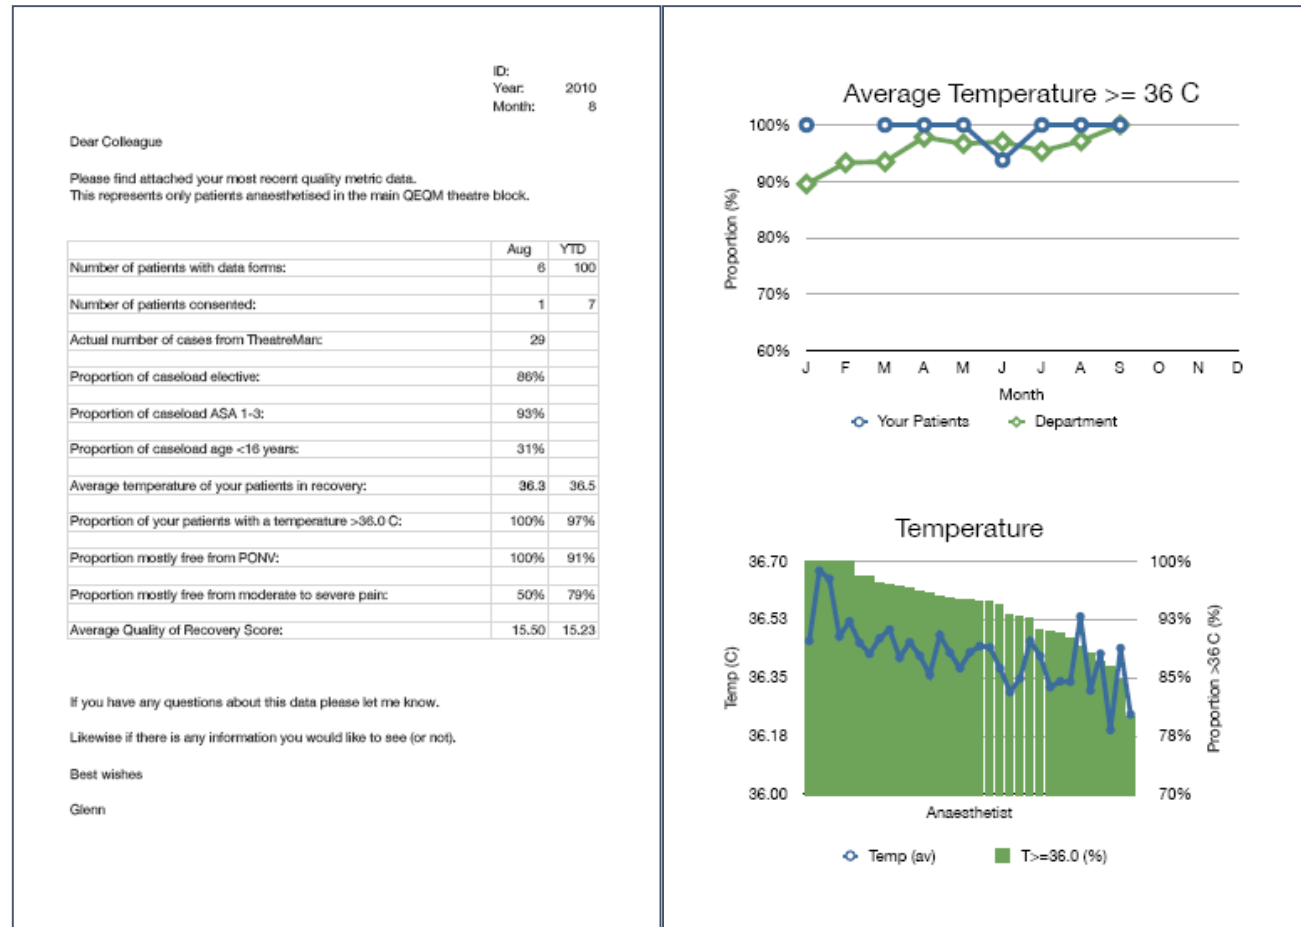 ID:
Year: 2010
Month: 8
Dear Colleague
Please find attached your most recent quality metric data.
This represents only patients anaesthetised in the main QEQM theatre block.
Aug YTD
Number of patients with data forms: 6 100
Number of patients consented: 1 7
Actual number of cases from TheatreMan: 29
Proportion of caseload elective: 86%
Proportion of caseload ASA 1-3: 93%
Proportion of caseload age <16 years: 31%
Average temperature of your patients in recovery: 36.3 36.5
Proportion of your patients with a temperature >36.0 C: 100% 97%
Proportion mostly free from PONV: 100% 91%
Proportion mostly free from moderate to severe pain: 50% 79%
Average Quality of Recovery Score: 15.50 15.23
If you have any questions about this data please let me know.
Likewise if there is any information you would like to see (or not).
Best wishes
Glenn
Average Temperature >= 36 C
Proportion (%)
100%
90%
80%
70%
60%
J F M A M J J A S O N D
Month
Your Patients Department
Temperature
Temp (C)
36.70 100%
36.53 93%
36.35 85%
36.18 78%
36.00 70%
Proportion >36 C (%)
Anaesthetist
Temp (av) T>=36.0 (%)